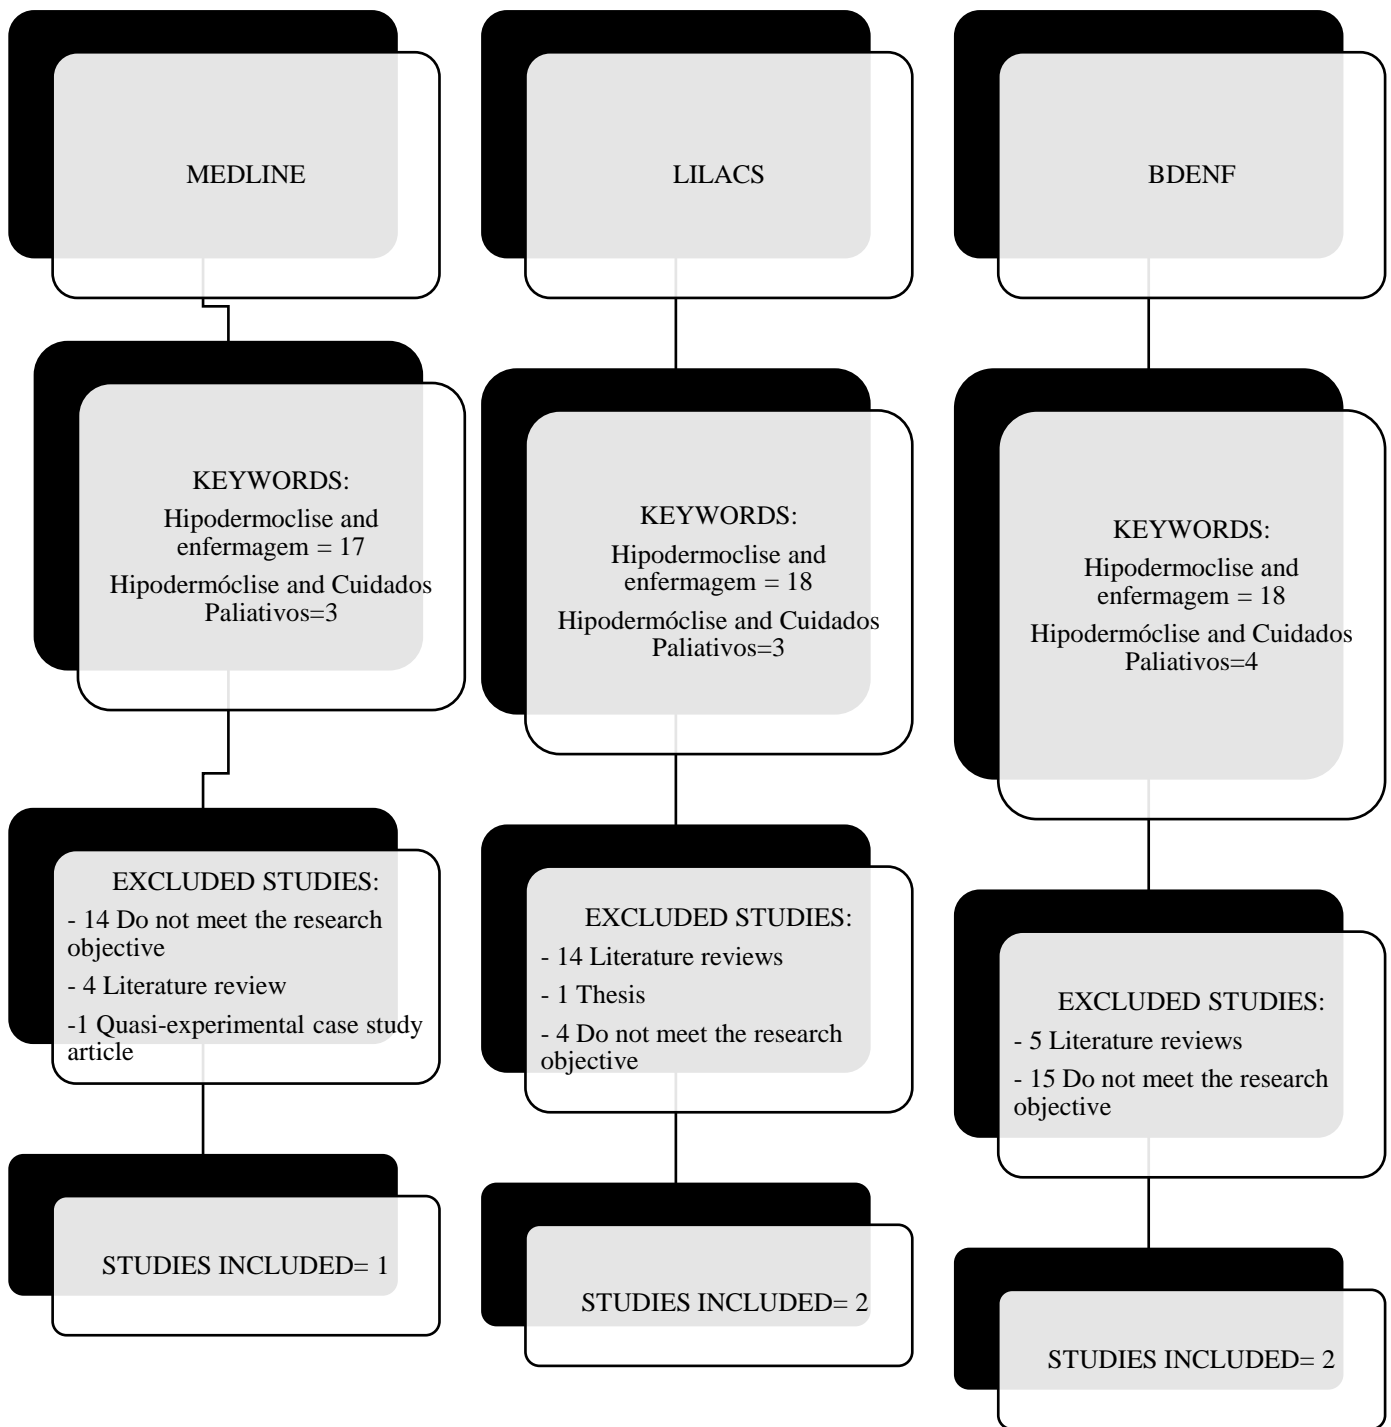 MEDLINE
KEYWORDS:
Hipodermoclise and
enfermagem = 17
Hipodermóclise and Cuidados
Paliativos=3
EXCLUDED STUDIES:
- 14 Do not meet the research
objective
- 4 Literature review
-1 Quasi-experimental case study
article
STUDIES INCLUDED= 1
LILACS
KEYWORDS:
Hipodermoclise and
enfermagem = 18
Hipodermóclise and Cuidados
Paliativos=3
EXCLUDED STUDIES:
- 14 Literature reviews
- 1 Thesis
- 4 Do not meet the research
objective
STUDIES INCLUDED= 2
BDENF
KEYWORDS:
Hipodermoclise and
enfermagem = 18
Hipodermóclise and Cuidados
Paliativos=4
EXCLUDED STUDIES:
- 5 Literature reviews
- 15 Do not meet the research
objective
STUDIES INCLUDED= 2